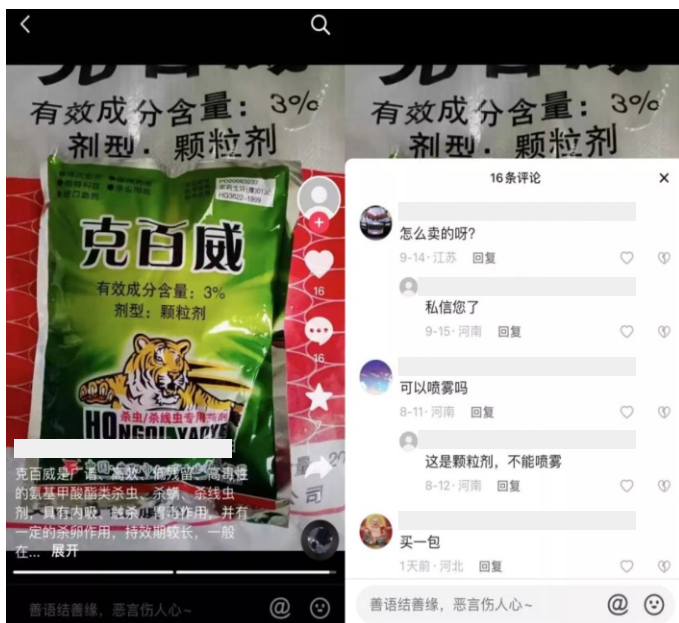 有效成分含量：3%
剂型：颗粒剂
克百威
有效成分含量：3%
剂型：颗粒剂
杀虫/杀线虫专用
16
16
克百威是广谱、高效、低残留、高毒性
的氨基甲酸酯类杀虫、杀螨、杀线虫
剂，具有内吸、触杀、胃毒作用，并有
一定的杀卵作用，持效期较长，一般
在... 展开
善语结善缘，恶言伤人心~
有效成分含量：3%
剂型：颗粒剂
16条评论
怎么卖的呀?
9-14·江苏 回复
私信您了
9-15·河南 回复
可以喷雾吗
8-11·河南 回复
这是颗粒剂，不能喷雾
8-12·河南 回复
买一包
1天前·河北 回复
善语结善缘，恶言伤人心~